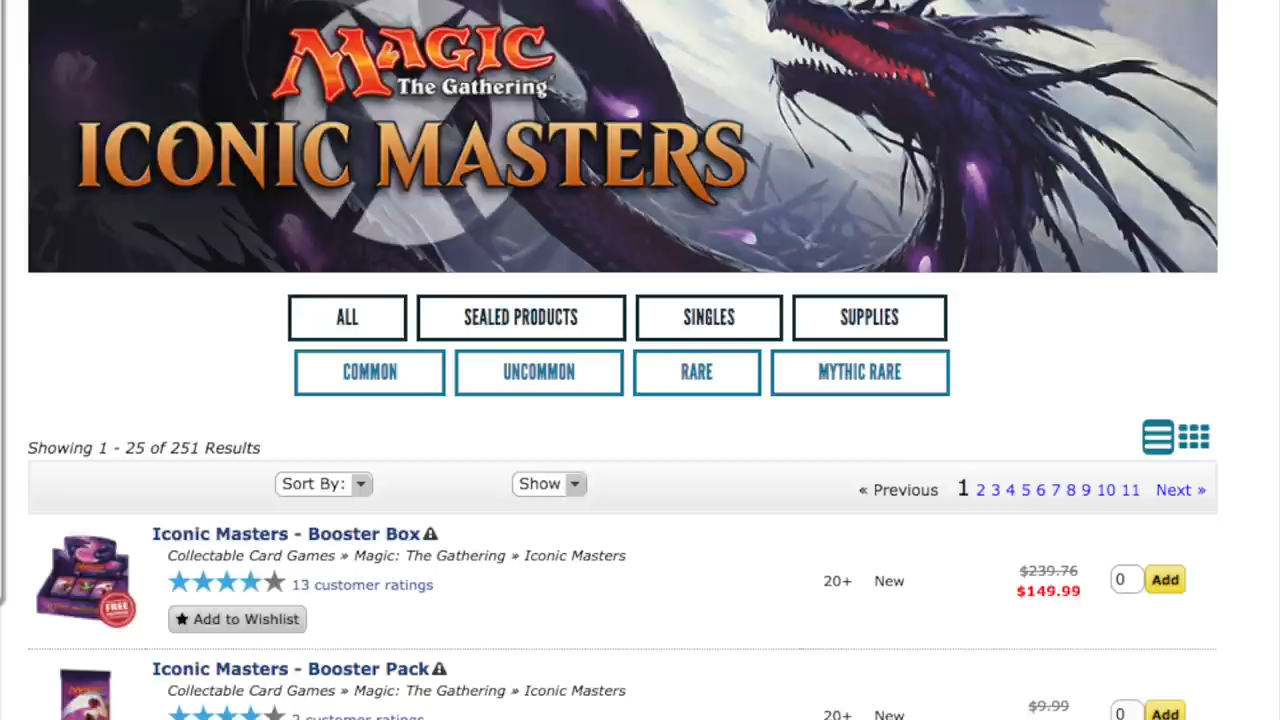 MAGIC
The Gathering
ICONIC MASTERS
ALL SEALED PRODUCTS SINGLES SUPPLIES
COMMON UNCOMMON RARE MYTHIC RARE
Showing 1 - 25 of 251 Results
Sort By: Show « Previous 1 2 3 4 5 6 7 8 9 10 11 Next »
Iconic Masters - Booster Box
Collectable Card Games » Magic: The Gathering » Iconic Masters
$239.76
13 customer ratings 20+ New 0 Add
$149.99
FREE
Add to Wishlist
Iconic Masters - Booster Pack
Collectable Card Games » Magic: The Gathering » Iconic Masters
$9.99
2 customer ratings 20+ New 0 Add